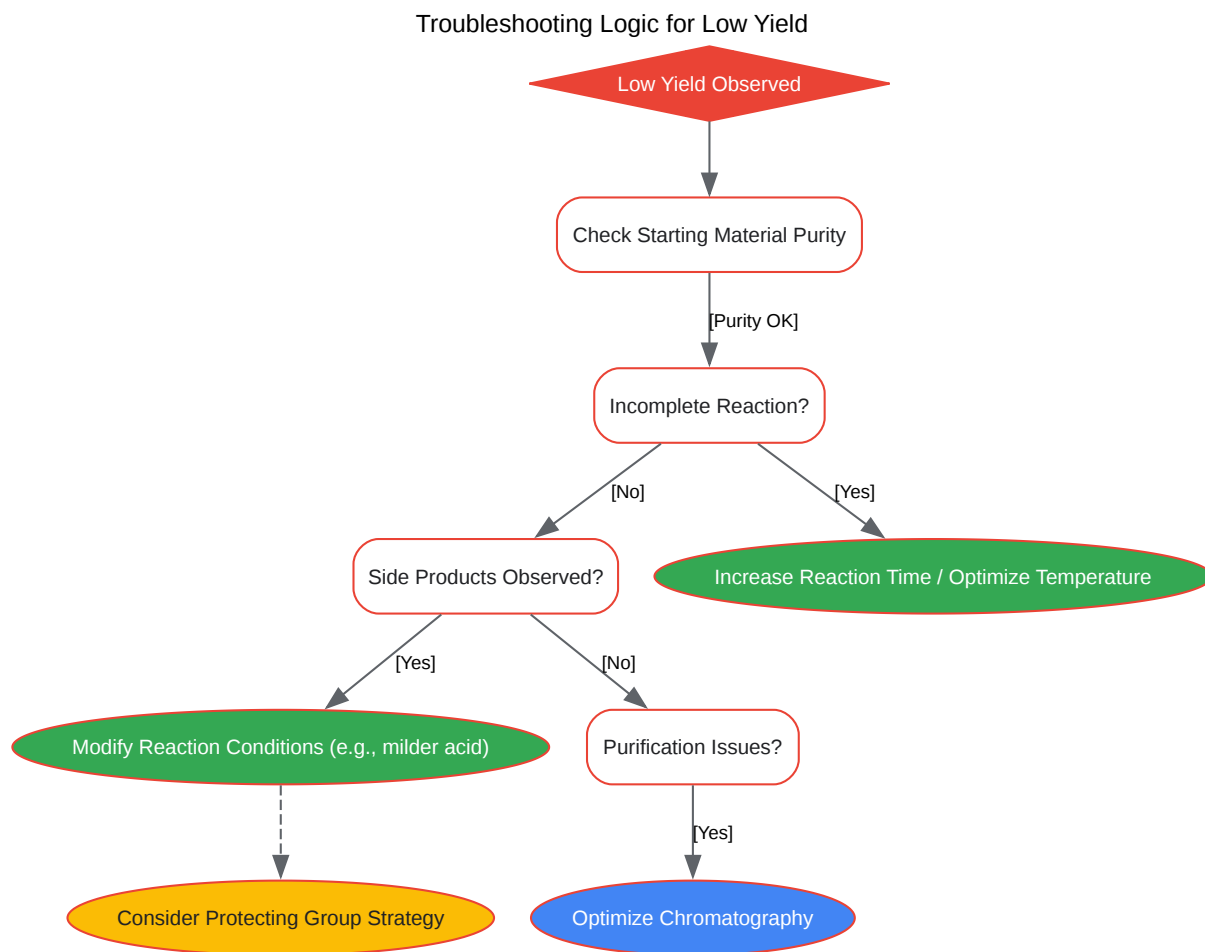 Troubleshooting Logic for Low Yield
Low Yield Observed
Check Starting Material Purity
[Purity OK]
Incomplete Reaction?
[No]
[Yes]
Side Products Observed?
Increase Reaction Time / Optimize Temperature
[Yes]
[No]
Modify Reaction Conditions (e.g., milder acid)
Purification Issues?
[Yes]
Consider Protecting Group Strategy
Optimize Chromatography